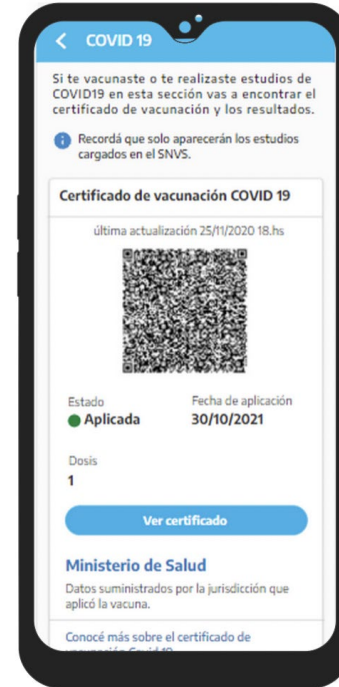 COVID 19
Si te vacunaste o te realizaste estudios de
COVID19 en esta sección vas a encontrar el
certificado de vacunación y los resultados.
Recordá que solo aparecerán los estudios
cargados en el SNVS.
Certificado de vacunación COVID 19
última actualización 25/11/2020 18.hs
Estado
Aplicada
Fecha de aplicación
30/10/2021
Dosis
1
Ver certificado
Ministerio de Salud
Datos suministrados por la jurisdicción que
aplicó la vacuna.
Conocé más sobre el certificado de
vacunación Covid 19